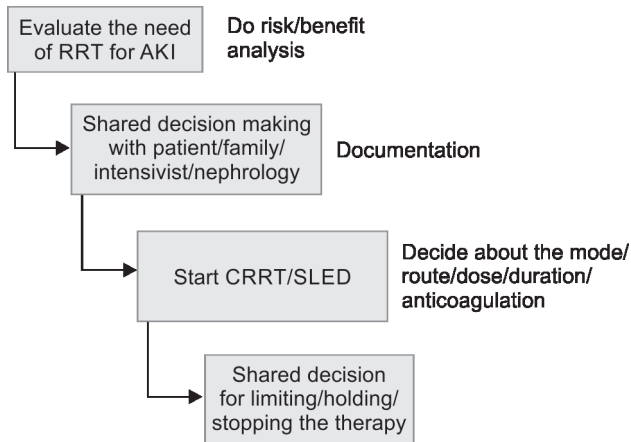 Evaluate the need
of RRT for AKI
Do risk/benefit
analysis
Shared decision making
with patient/family/
intensivist/nephrology
Documentation
Start CRRT/SLED
Decide about the mode/
route/dose/duration/
anticoagulation
Shared decision
for limiting/holding/
stopping the therapy